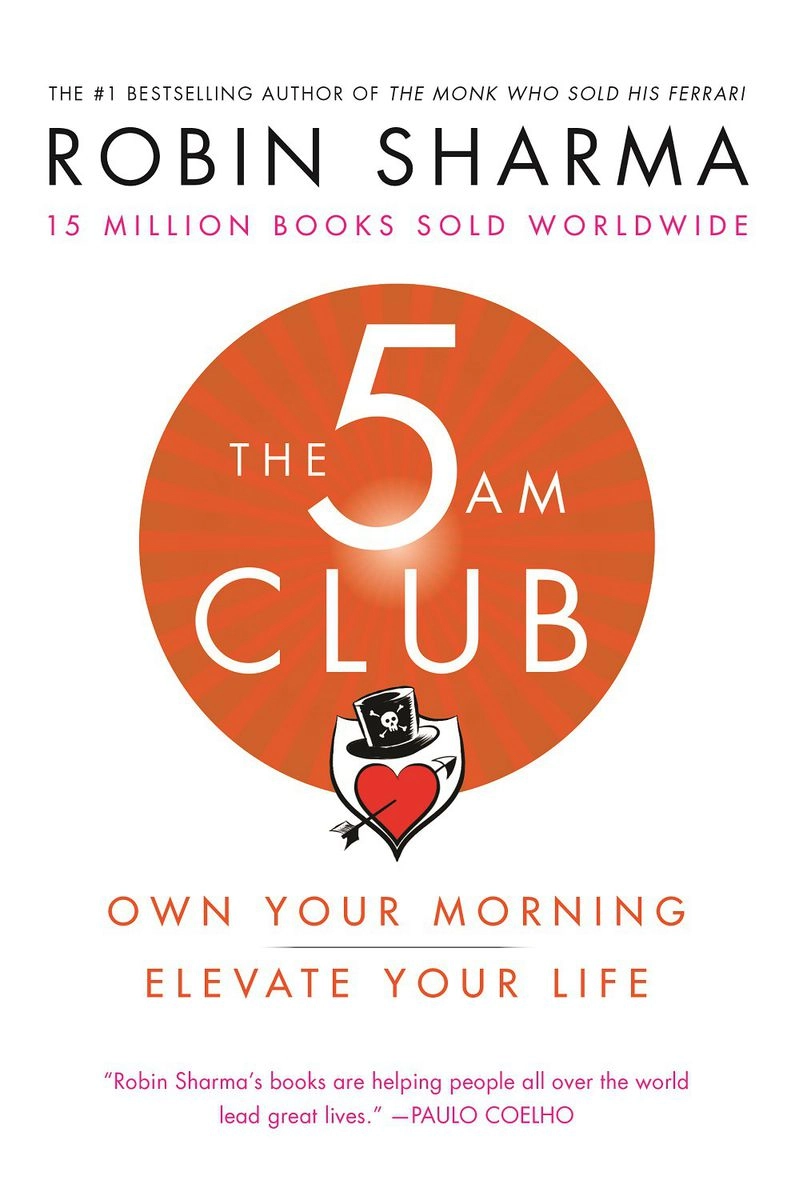 THE #1 BESTSELLING AUTHOR OF THE MONK WHO SOLD HIS FERRARI
ROBIN SHARMA
15 MILLION BOOKS SOLD WORLDWIDE
THE 5 AM
CLUB
OWN YOUR MORNING
ELEVATE YOUR LIFE
“Robin Sharma’s books are helping people all over the world
lead great lives.” —PAULO COELHO